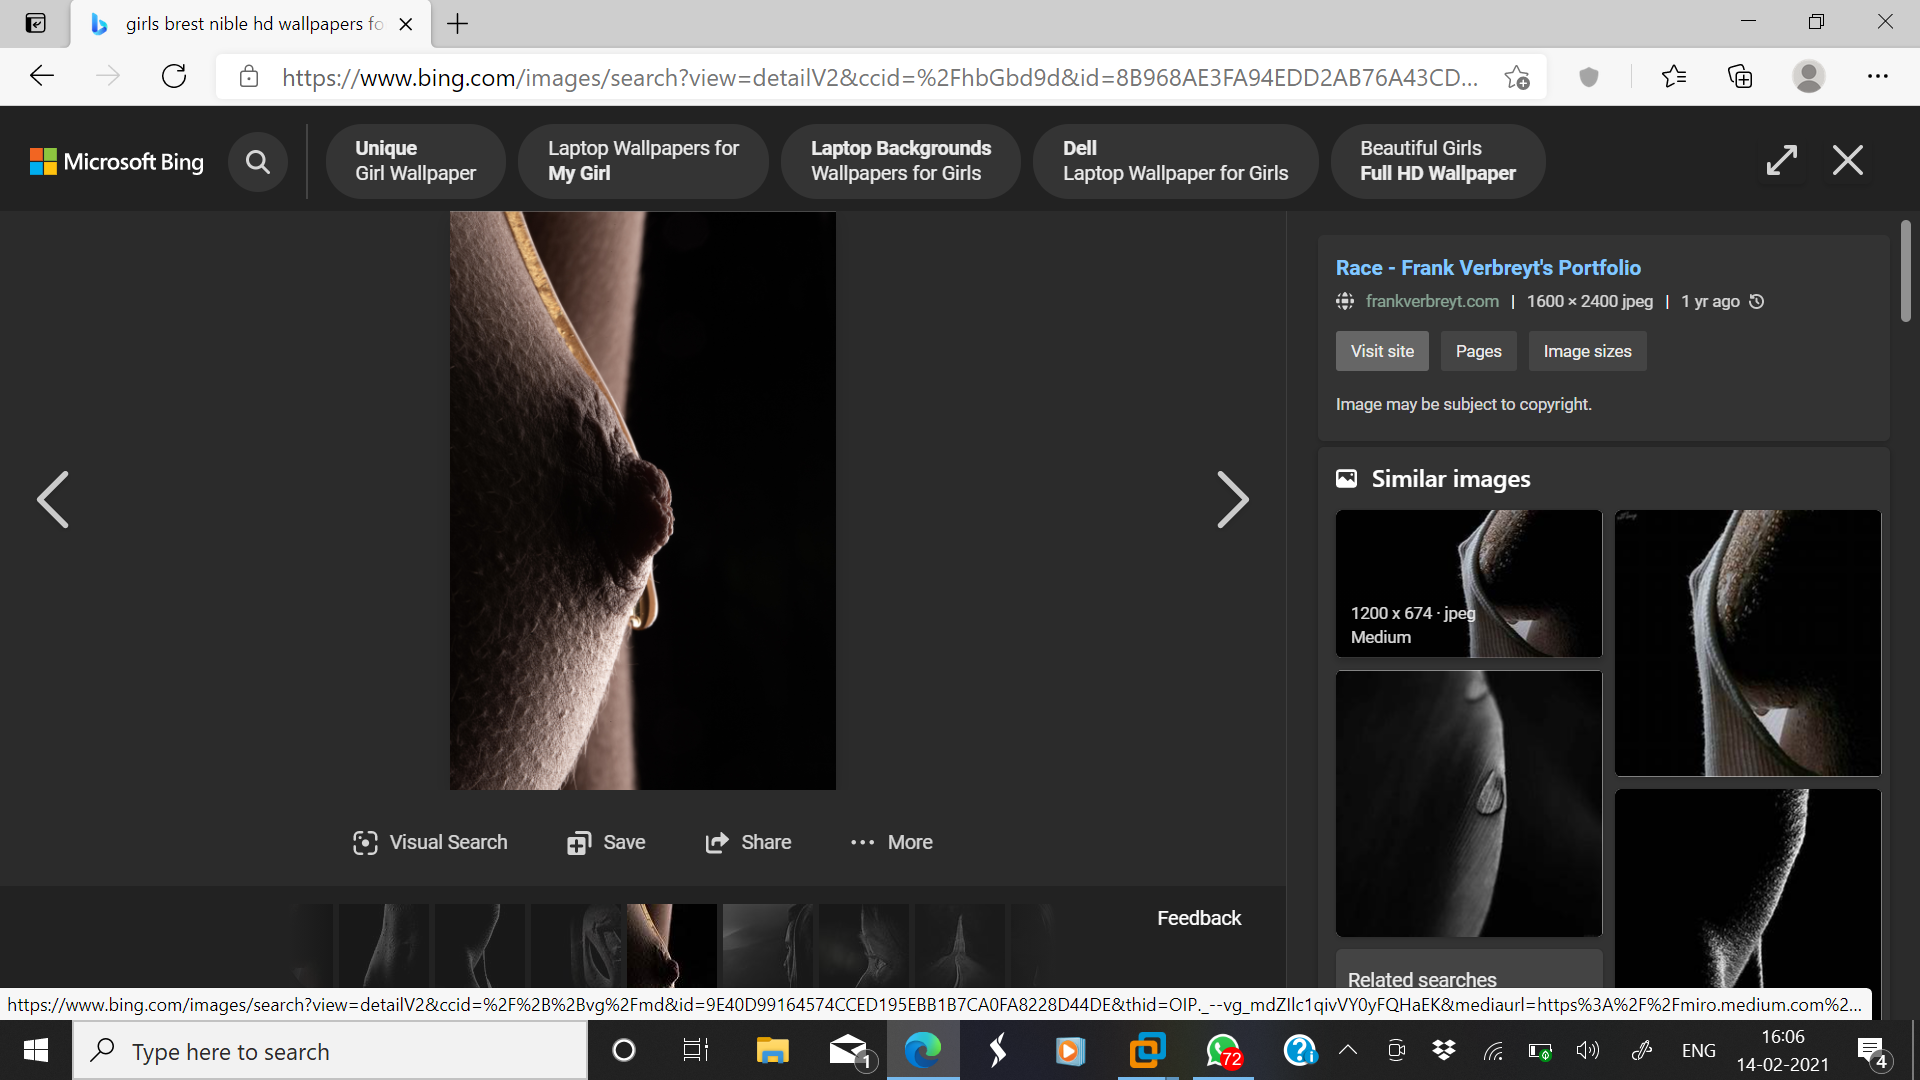 girls brest nible hd wallpapers fo
https://www.bing.com/images/search?view=detailV2&ccid=%2FhbGbd9d&id=8B968AE3FA94EDD2AB76A43CD...
Microsoft Bing
Unique
Girl Wallpaper
Laptop Wallpapers for
My Girl
Laptop Backgrounds
Wallpapers for Girls
Dell
Laptop Wallpaper for Girls
Beautiful Girls
Full HD Wallpaper
Race - Frank Verbreyt's Portfolio
frankverbreyt.com | 1600 × 2400 jpeg | 1 yr ago
Visit site
Pages
Image sizes
Image may be subject to copyright.
Similar images
1200 x 674 · jpeg
Medium
Visual Search
Save
Share
More
Feedback
Related searches
https://www.bing.com/images/search?view=detailV2&ccid=%2F%2B%2Bvg%2Fmd&id=9E40D99164574CCED195EBB1B7CA0FA8228D44DE&thid=OIP._--vg_mdZIlc1qivVY0yFQHaEK&mediaurl=https%3A%2F%2Fmiro.medium.com%2...
Type here to search
1
72
ENG
16:06
14-02-2021
4